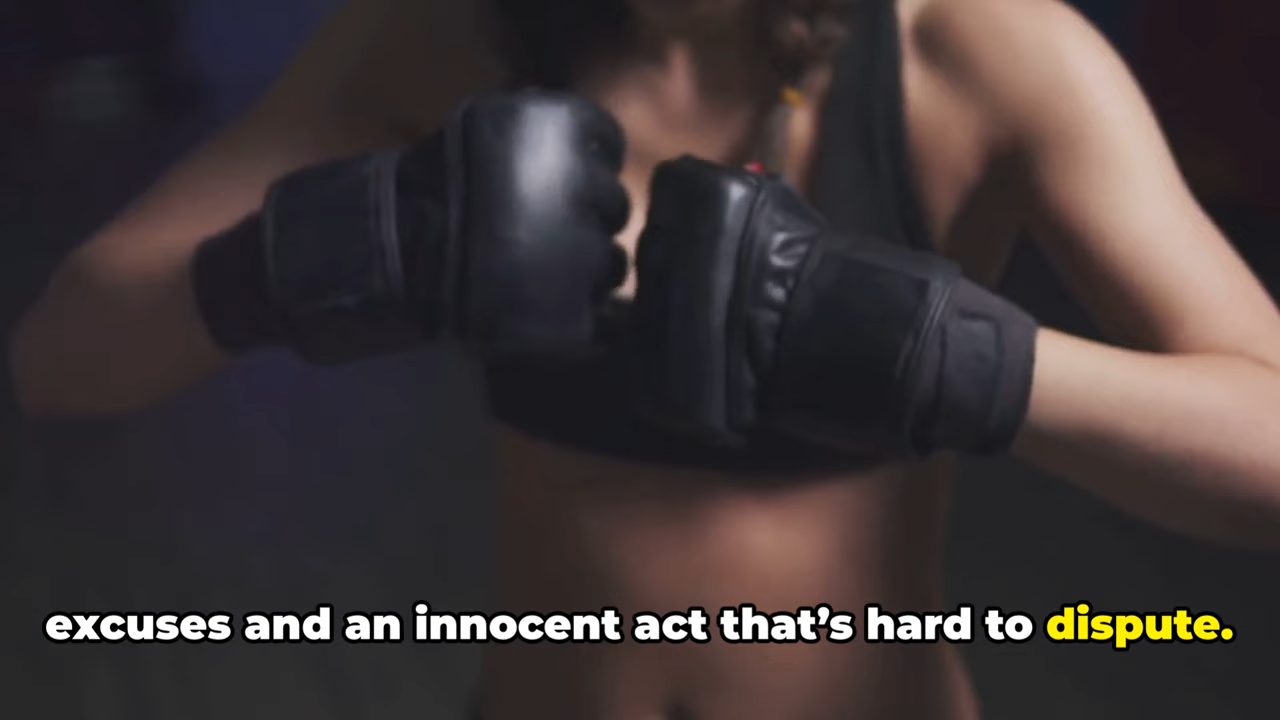 excuses and an innocent act that’s hard to dispute.